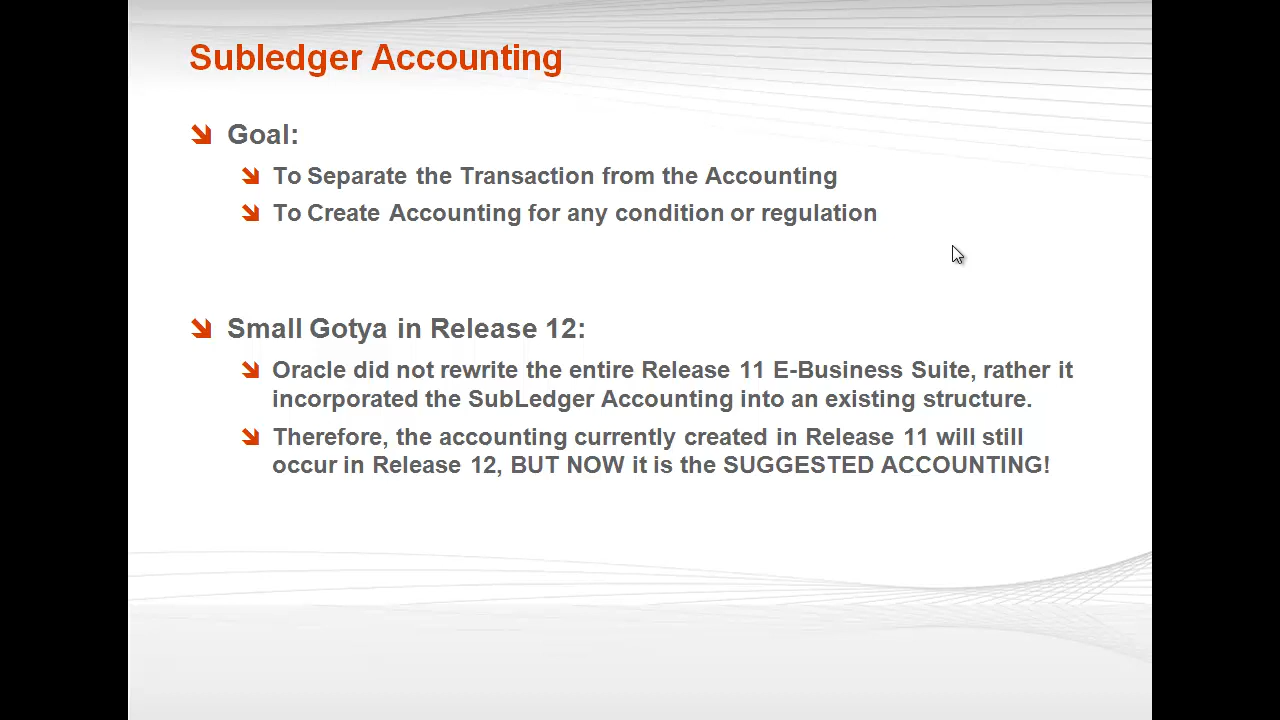 Subledger Accounting
Goal:
To Separate the Transaction from the Accounting
To Create Accounting for any condition or regulation
Small Gotya in Release 12:
Oracle did not rewrite the entire Release 11 E-Business Suite, rather it
incorporated the SubLedger Accounting into an existing structure.
Therefore, the accounting currently created in Release 11 will still
occur in Release 12, BUT NOW it is the SUGGESTED ACCOUNTING!